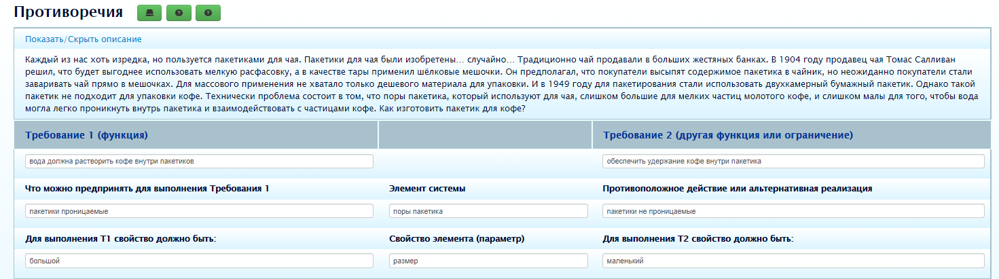 Противоречия
Показать/Скрыть описание
Каждый из нас хоть изредка, но пользуется пакетиками для чая. Пакетики для чая были изобретены... случайно... Традиционно чай продавали в больших жестяных банках. В 1904 году продавец чая Томас Салливан
решил, что будет выгоднее использовать мелкую расфасовку, а в качестве тары применил шёлковые мешочки. Он предполагал, что покупатели высыпят содержимое пакетика в чайник, но неожиданно покупатели стали
заваривать чай прямо в мешочках. Для массового применения не хватало только дешевого материала для упаковки. И в 1949 году для пакетирования стали использовать двухкамерный бумажный пакетик. Однако такой
пакетик не подходит для упаковки кофе. Технически проблема состоит в том, что поры пакетика, который используют для чая, слишком большие для мелких частиц молотого кофе, и слишком малы для того, чтобы вода
могла легко проникнуть внутрь пакетика и взаимодействовать с частицами кофе. Как изготовить пакетик для кофе?
Требование 1 (функция) Требование 2 (другая функция или ограничение)
вода должна растворить кофе внутри пакетиков обеспечить удержание кофе внутри пакетика
Что можно предпринять для выполнения Требования 1 Элемент системы Противоположное действие или альтернативная реализация
пакетики проницаемые поры пакетика пакетики не проницаемые
Для выполнения Т1 свойство должно быть: Свойство элемента (параметр) Для выполнения Т2 свойство должно быть:
большой размер маленький